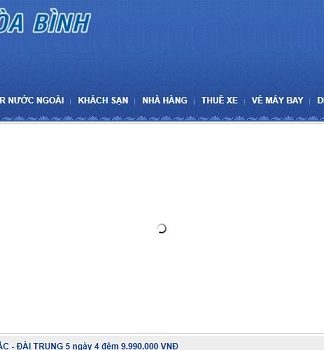 ÒA BÌNH
R NƯỚC NGOÀI | KHÁCH SẠN | NHÀ HÀNG | THUÊ XE | VÉ MÁY BAY | D
ẮC - ĐÀI TRUNG 5 ngày 4 đêm 9.990.000 VNĐ